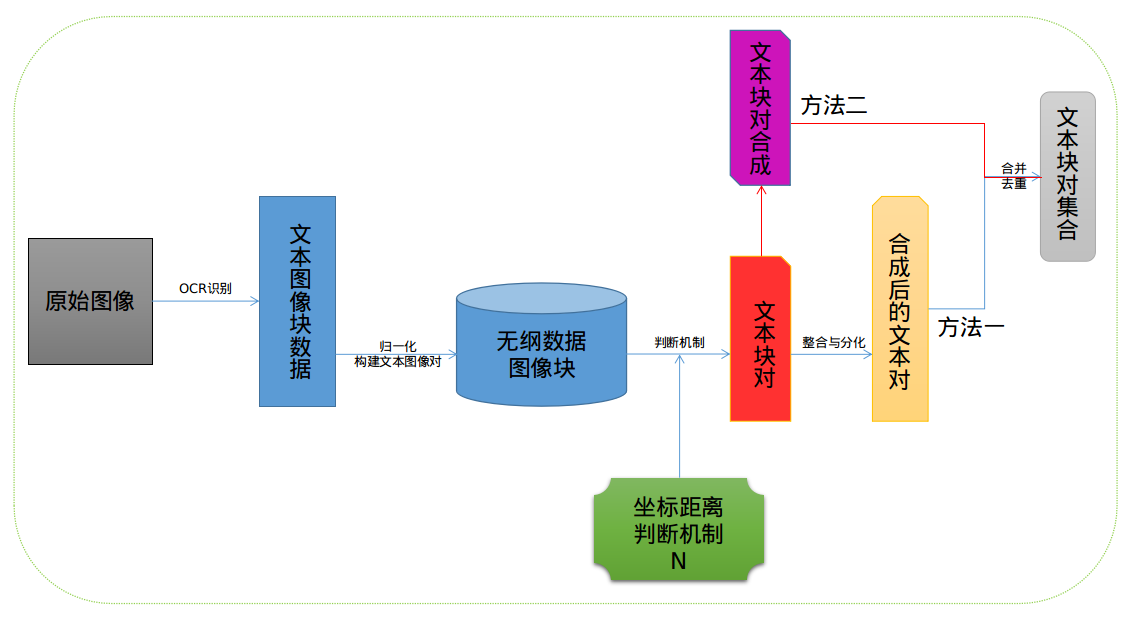 原始图像
OCR识别
文本图像块数据
归一化
构建文本图像对
无纲数据
图像块
判断机制
坐标距离
判断机制
N
文本块对
文本块对合成
方法二
整合与分化
合成后的文本对
方法一
合并
去重
文本块对集合